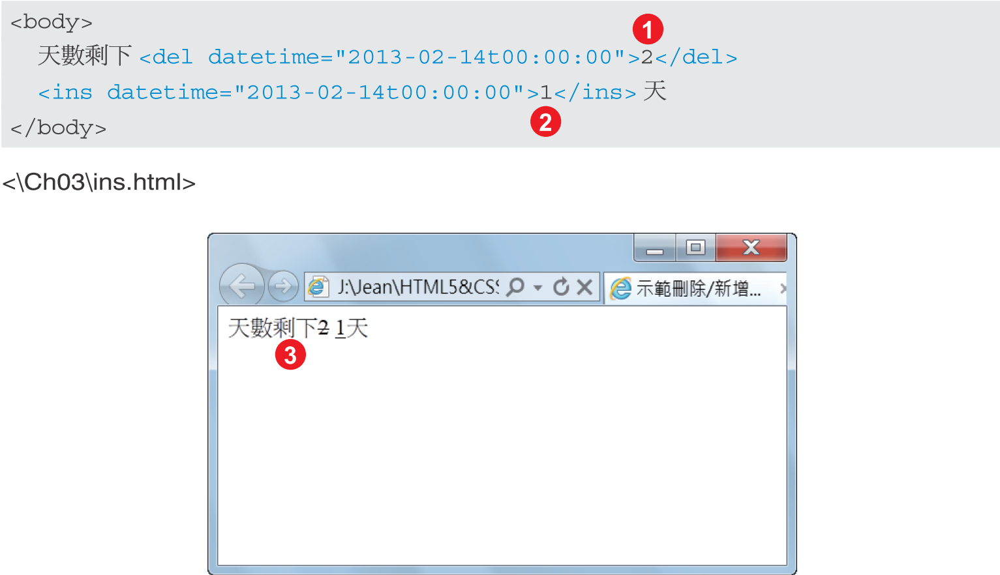 <body>
①
天數剩下 <del datetime="2013-02-14t00:00:00">2</del>
<ins datetime="2013-02-14t00:00:00">1</ins> 天
②
</body>
<\Ch03\ins.html>
J:\Jean\HTML5&CSS 示範刪除/新增...
天數剩下2 1天
③